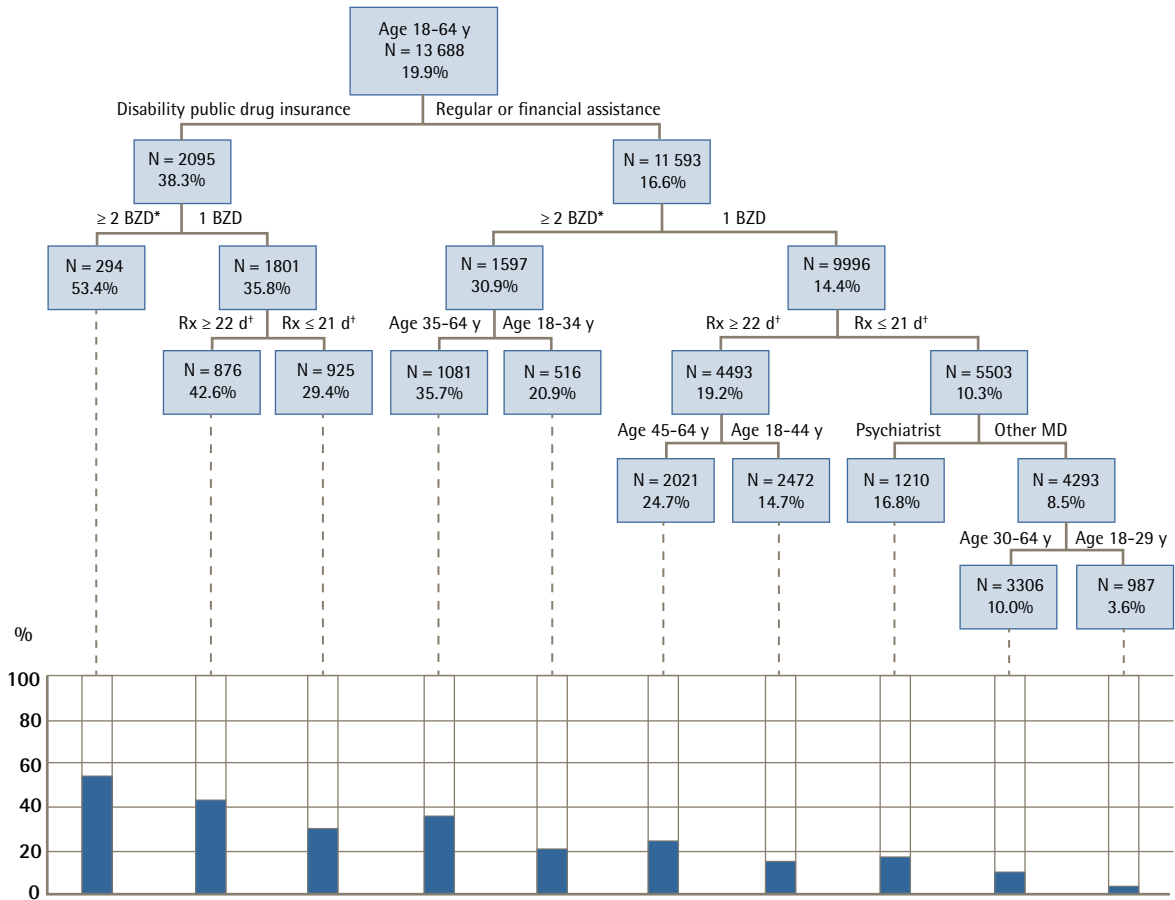 Age 18-64 y
N = 13 688
19.9%
Disability public drug insurance
Regular or financial assistance
N = 2095
38.3%
N = 11 593
16.6%
≥ 2 BZD*
1 BZD
≥ 2 BZD*
1 BZD
N = 294
53.4%
N = 1801
35.8%
N = 1597
30.9%
N = 9996
14.4%
Rx ≥ 22 d†
Rx ≤ 21 d†
Age 35-64 y
Age 18-34 y
Rx ≥ 22 d†
Rx ≤ 21 d†
N = 876
42.6%
N = 925
29.4%
N = 1081
35.7%
N = 516
20.9%
N = 4493
19.2%
N = 5503
10.3%
Age 45-64 y
Age 18-44 y
Psychiatrist
Other MD
N = 2021
24.7%
N = 2472
14.7%
N = 1210
16.8%
N = 4293
8.5%
Age 30-64 y
Age 18-29 y
N = 3306
10.0%
N = 987
3.6%
%
100
80
60
40
20
0